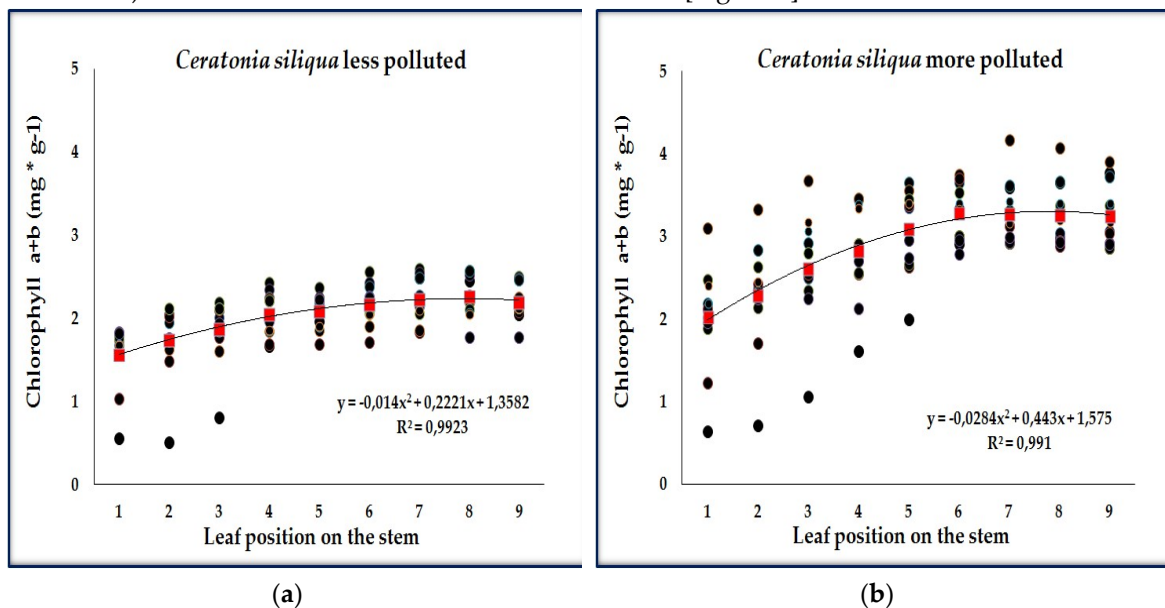 Ceratonia siliqua less polluted
Chlorophyll a+b (mg * g-1)
5
4
3
2
1
0
y = -0,014x² + 0,2221x + 1,3582
R² = 0,9923
1 2 3 4 5 6 7 8 9
Leaf position on the stem
(a)
Ceratonia siliqua more polluted
Chlorophyll a+b (mg * g-1)
5
4
3
2
1
0
y = -0,0284x² + 0,443x + 1,575
R² = 0,991
1 2 3 4 5 6 7 8 9
Leaf position on the stem
(b)